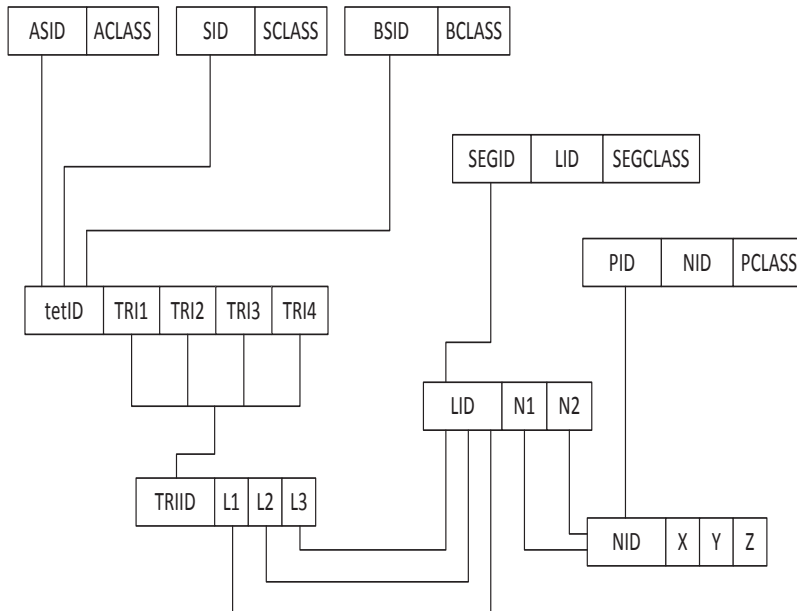 ASID ACLASS SID SCLASS BSID BCLASS
SEGID LID SEGCLASS
PID NID PCLASS
tetID TRI1 TRI2 TRI3 TRI4
LID N1 N2
TRIID L1 L2 L3
NID X Y Z